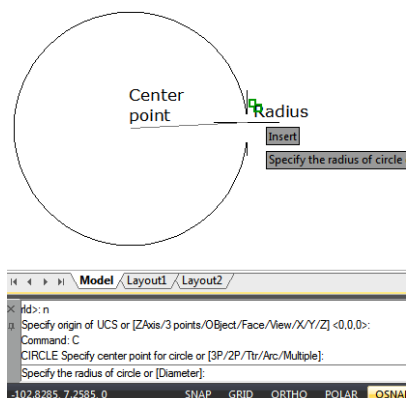 Center
point
Radius
Insert
Specify the radius of circle
Model Layout1 Layout2
rld>: n
Specify origin of UCS or [ZAxis/3 points/OBject/Face/View/X/Y/Z] <0,0,0>:
Command: C
CIRCLE Specify center point for circle or [3P/2P/Ttr/Arc/Multiple]:
Specify the radius of circle or [Diameter]:
-102.8285, 7.2585, 0 SNAP GRID ORTHO POLAR OSNAP